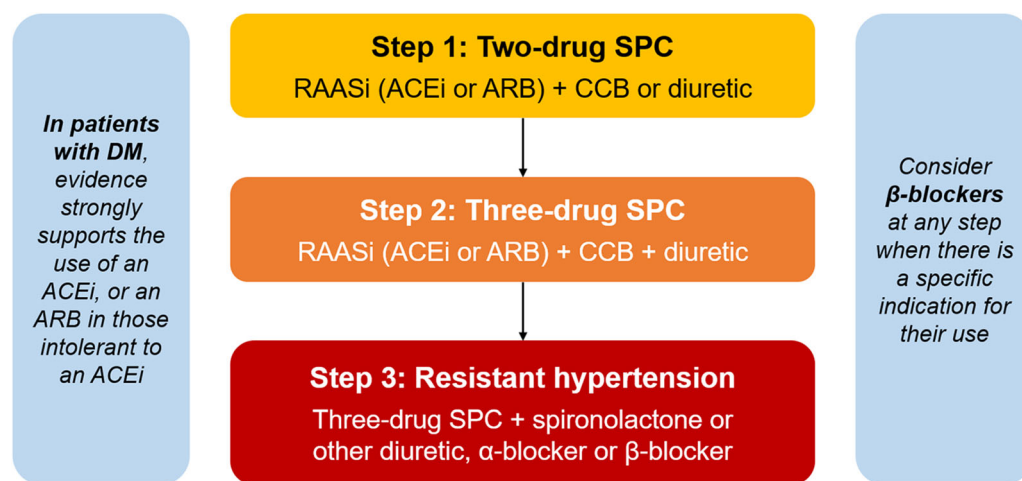 In patients
with DM,
evidence
strongly
supports the
use of an
ACEi, or an
ARB in those
intolerant to
an ACEi
Step 1: Two-drug SPC
RAASi (ACEi or ARB) + CCB or diuretic
Step 2: Three-drug SPC
RAASi (ACEi or ARB) + CCB + diuretic
Step 3: Resistant hypertension
Three-drug SPC + spironolactone or
other diuretic, α-blocker or β-blocker
Consider
β-blockers
at any step
when there is
a specific
indication for
their use